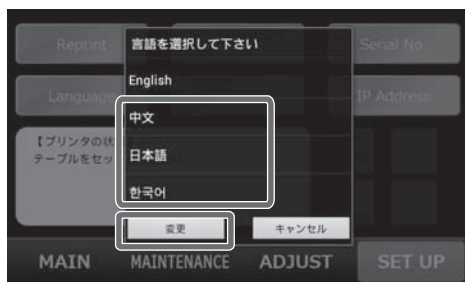 Reprint
言語を選択して下さい
Serial No.
English
Language
IP Address
中文
【プリンタの状
テーブルをセッ
日本語
한국어
変更
キャンセル
MAIN
MAINTENANCE
ADJUST
SET UP